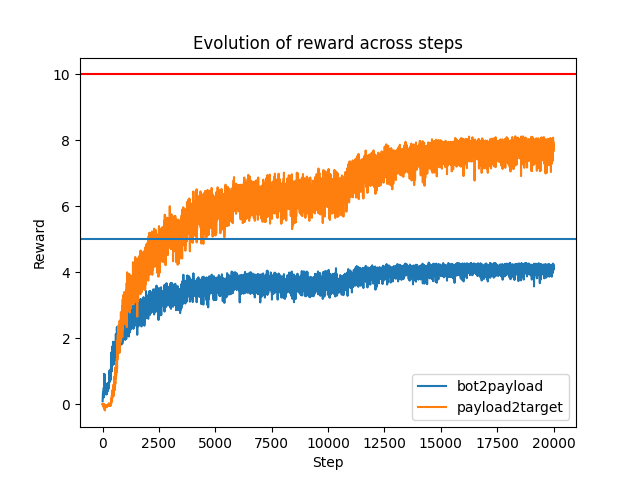 Evolution of reward across steps
Reward
10
8
6
4
2
0
0 2500 5000 7500 10000 12500 15000 17500 20000
Step
bot2payload
payload2target